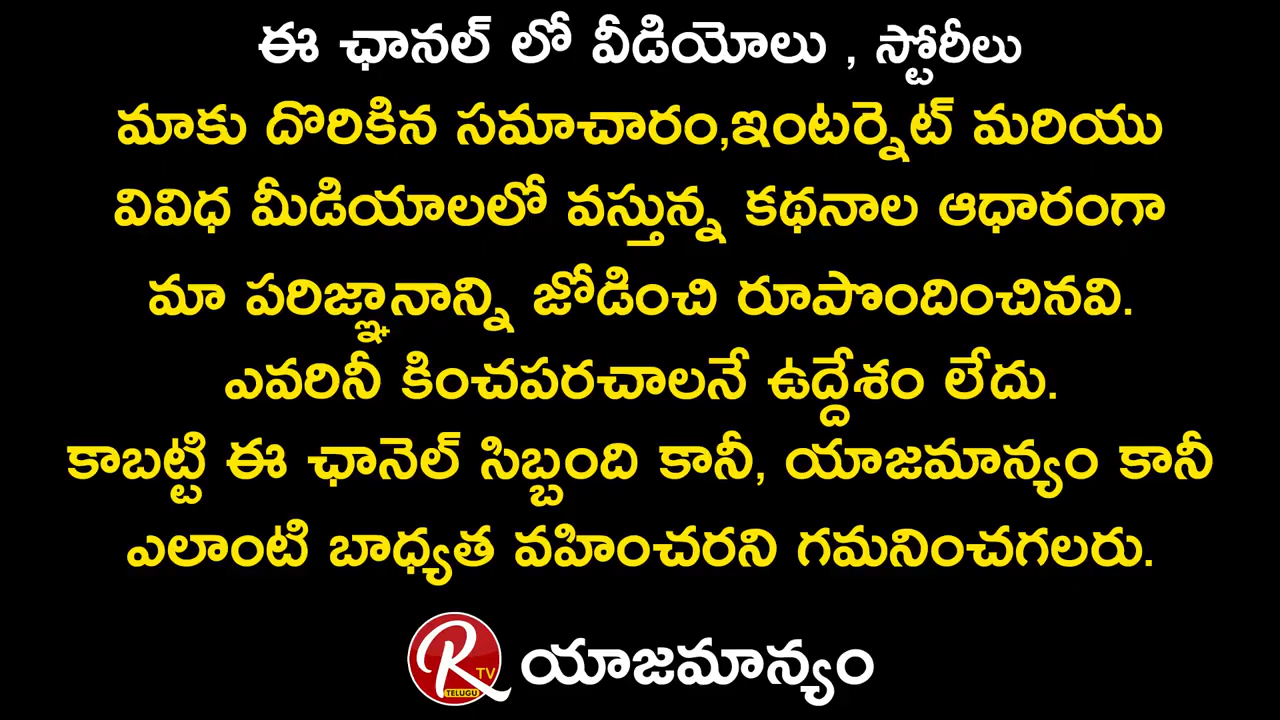 ఈ ఛానల్ లో వీడియోలు , స్టోరీలు
మాకు దొరికిన సమాచారం,ఇంటర్నెట్ మరియు
వివిధ మీడియాలలో వస్తున్న కథనాల ఆధారంగా
మా పరిజ్ఞానాన్ని జోడించి రూపొందించినవి.
ఎవరినీ కించపరచాలనే ఉద్దేశం లేదు.
కాబట్టి ఈ ఛానెల్ సిబ్బంది కానీ, యాజమాన్యం కానీ
ఎలాంటి బాధ్యత వహించరని గమనించగలరు.
R TV TELUGU యాజమాన్యం